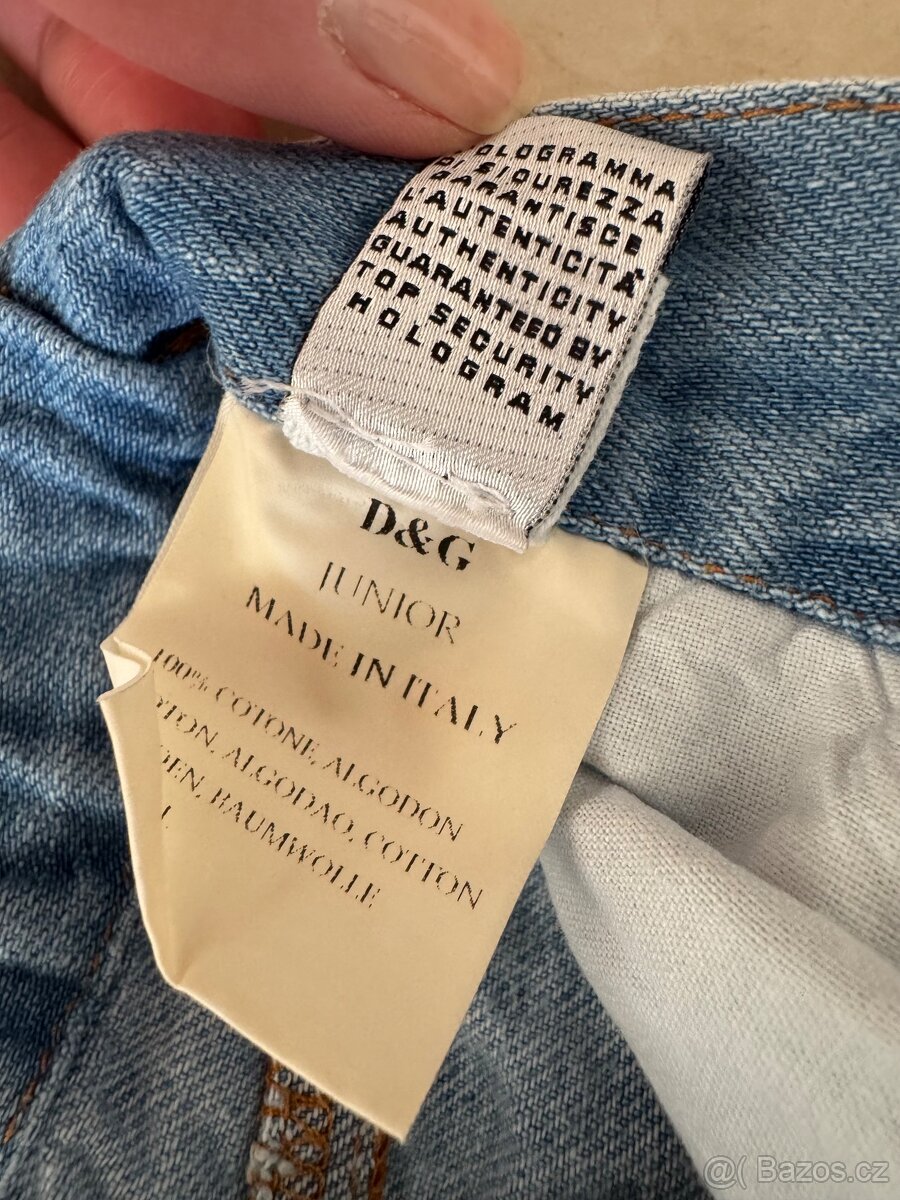 OLOGRAMMA
DI SICUREZZA
GARANTISCE
L'AUTENTICITÀ
AUTHENTICITY
GUARANTEED BY
TOP SECURITY
HOLOGRAM
D&G
JUNIOR
MADE IN ITALY
100% COTONE, ALGODON
ALGODAO, COTTON
BAUMWOLLE
@( Bazos.cz